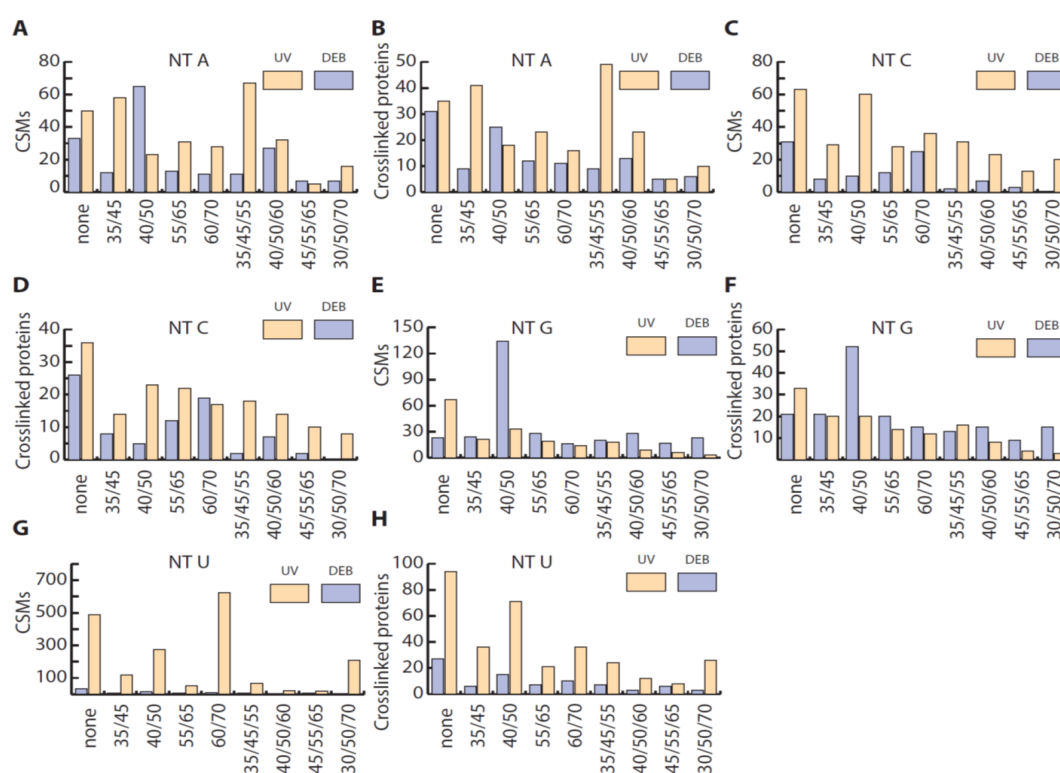 A
NT A
UV DEB
CSMs
80
60
40
20
0
none 35/45 40/50 55/65 60/70 35/45/55 40/50/60 45/55/65 30/50/70
B
NT A
UV DEB
Crosslinked proteins
50
40
30
20
10
0
none 35/45 40/50 55/65 60/70 35/45/55 40/50/60 45/55/65 30/50/70
C
NT C
UV DEB
CSMs
80
60
40
20
0
none 35/45 40/50 55/65 60/70 35/45/55 40/50/60 45/55/65 30/50/70
D
NT C
UV DEB
Crosslinked proteins
40
30
20
10
0
none 35/45 40/50 55/65 60/70 35/45/55 40/50/60 45/55/65 30/50/70
E
NT G
UV DEB
CSMs
150
120
90
60
30
0
none 35/45 40/50 55/65 60/70 35/45/55 40/50/60 45/55/65 30/50/70
F
NT G
UV DEB
Crosslinked proteins
60
50
40
30
20
10
none 35/45 40/50 55/65 60/70 35/45/55 40/50/60 45/55/65 30/50/70
G
NT U
UV DEB
CSMs
700
500
300
100
none 35/45 40/50 55/65 60/70 35/45/55 40/50/60 45/55/65 30/50/70
H
NT U
UV DEB
Crosslinked proteins
100
80
60
40
20
0
none 35/45 40/50 55/65 60/70 35/45/55 40/50/60 45/55/65 30/50/70